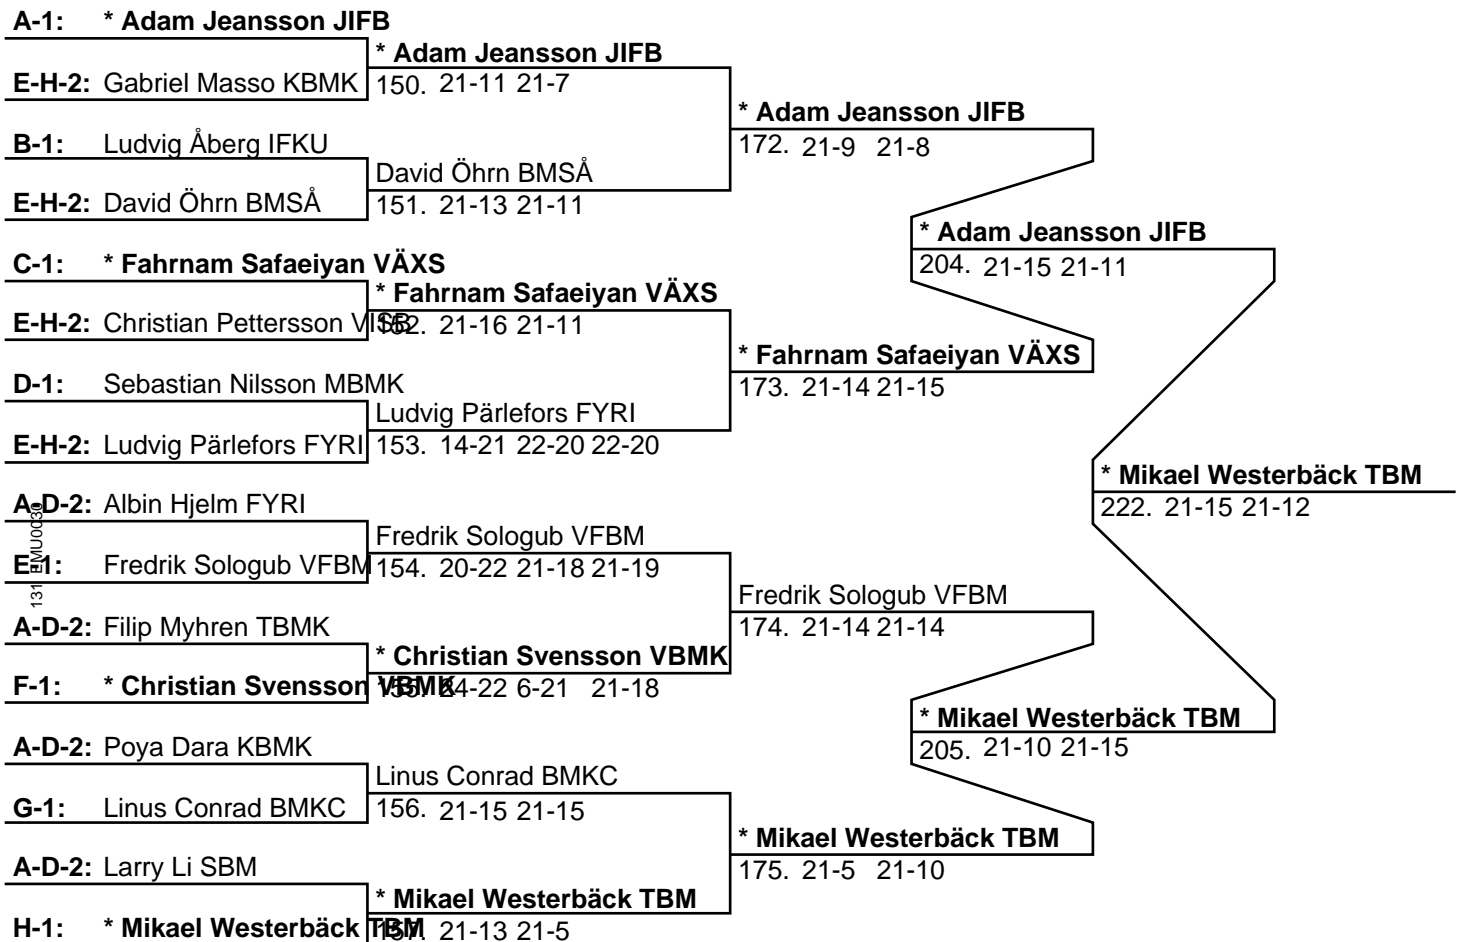 A-1: * Adam Jeansson JIFB
* Adam Jeansson JIFB
E-H-2: Gabriel Masso KBMK
150. 21-11 21-7
* Adam Jeansson JIFB
B-1: Ludvig Åberg IFKU
172. 21-9 21-8
David Öhrn BMSÅ
E-H-2: David Öhrn BMSÅ
151. 21-13 21-11
* Adam Jeansson JIFB
C-1: * Fahrnam Safaeiyan VÄXS
204. 21-15 21-11
* Fahrnam Safaeiyan VÄXS
E-H-2: Christian Pettersson VISB
152. 21-16 21-11
* Fahrnam Safaeiyan VÄXS
D-1: Sebastian Nilsson MBMK
173. 21-14 21-15
Ludvig Pärlefors FYRI
E-H-2: Ludvig Pärlefors FYRI
153. 14-21 22-20 22-20
* Mikael Westerbäck TBM
A-D-2: Albin Hjelm FYRI
222. 21-15 21-12
Fredrik Sologub VFBM
E-1: Fredrik Sologub VFBM
154. 20-22 21-18 21-19
Fredrik Sologub VFBM
A-D-2: Filip Myhren TBMK
174. 21-14 21-14
* Christian Svensson VBMK
F-1: * Christian Svensson VBMK
155. 24-22 6-21 21-18
* Mikael Westerbäck TBM
A-D-2: Poya Dara KBMK
205. 21-10 21-15
Linus Conrad BMKC
G-1: Linus Conrad BMKC
156. 21-15 21-15
* Mikael Westerbäck TBM
A-D-2: Larry Li SBM
175. 21-5 21-10
* Mikael Westerbäck TBM
H-1: * Mikael Westerbäck TBM
157. 21-13 21-5